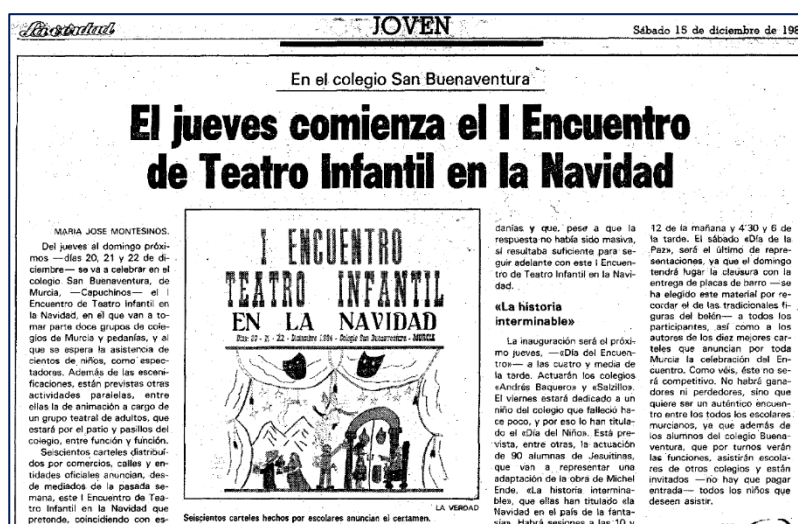 La verdad
JOVEN
Sábado 15 de diciembre de 198
En el colegio San Buenaventura
El jueves comienza el I Encuentro
de Teatro Infantil en la Navidad
MARIA JOSE MONTESINOS.
Del jueves al domingo próxi-
mos —días 20, 21 y 22 de di-
ciembre— se va a celebrar en el
colegio San Buenaventura, de
Murcia, —Capuchinos— el I
Encuentro de Teatro Infantil en
la Navidad, en el que van a to-
mar parte doce grupos de cole-
gios de Murcia y pedanías, y al
que se espera la asistencia de
cientos de niños, como espec-
tadores. Además de las esceni-
ficaciones, están previstas otras
actividades paralelas, entre
ellas la de animación a cargo de
un grupo teatral de adultos, que
estará por el patio y pasillos del
colegio, entre función y función.
Seiscientos carteles distribuí-
dos por comercios, calles y en-
tidades oficiales anuncian, des-
de mediados de la pasada se-
mana, este I Encuentro de Tea-
tro Infantil en la Navidad que
pretende, coincidiendo con es-
I ENCUENTRO
TEATRO INFANTIL
EN LA NAVIDAD
Dias 20 - 21 - 22 - Diciembre 1984 - Colegio San Buenaventura - MURCIA
LA VERDAD
Seiscientos carteles hechos por escolares anuncian el certamen.
danías y que, pese a que la
respuesta no había sido masiva,
sí resultaba suficiente para se-
guir adelante con este I Encuen-
tro de Teatro Infantil en la Navi-
dad.
«La historia
interminable»
La inauguración será el próxi-
mo jueves, —«Día del Encuen-
tro»— a las cuatro y media de
la tarde. Actuarán los colegios
«Andrés Baquero» y «Salzillo».
El viernes estará dedicado a un
niño del colegio que falleció ha-
ce poco, y por eso lo han titula-
do el «Día del Niño». Está pre-
vista, entre otras, la actuación
de 90 alumnas de Jesuitinas,
que van a representar una
adaptación de la obra de Michel
Ende, «La historia intermina-
ble», que ellas han titulado «la
Navidad en el país de la fanta-
sía». Habrá sesiones a las 10 y
12 de la mañana y 4'30 y 6 de
la tarde. El sábado «Día de la
Paz», será el último de repre-
sentaciones, ya que el domingo
tendrá lugar la clausura con la
entrega de placas de barro —se
ha elegido este material por re-
cordar el de las tradicionales fi-
guras del belén— a todos los
participantes, así como a los
autores de los diez mejores car-
teles que anuncian por toda
Murcia la celebración del En-
cuentro. Como véis, éste no se-
rá competitivo. No habrá gana-
dores ni perdedores, sino que
quiere ser un auténtico encuen-
tro entre los todos los escolares
murcianos, ya que además de
los alumnos del colegio Buena-
ventura, que por turnos verán
las funciones, asistirán escola-
res de otros colegios y están
invitados —no hay que pagar
entrada— todos los niños que
deseen asistir.